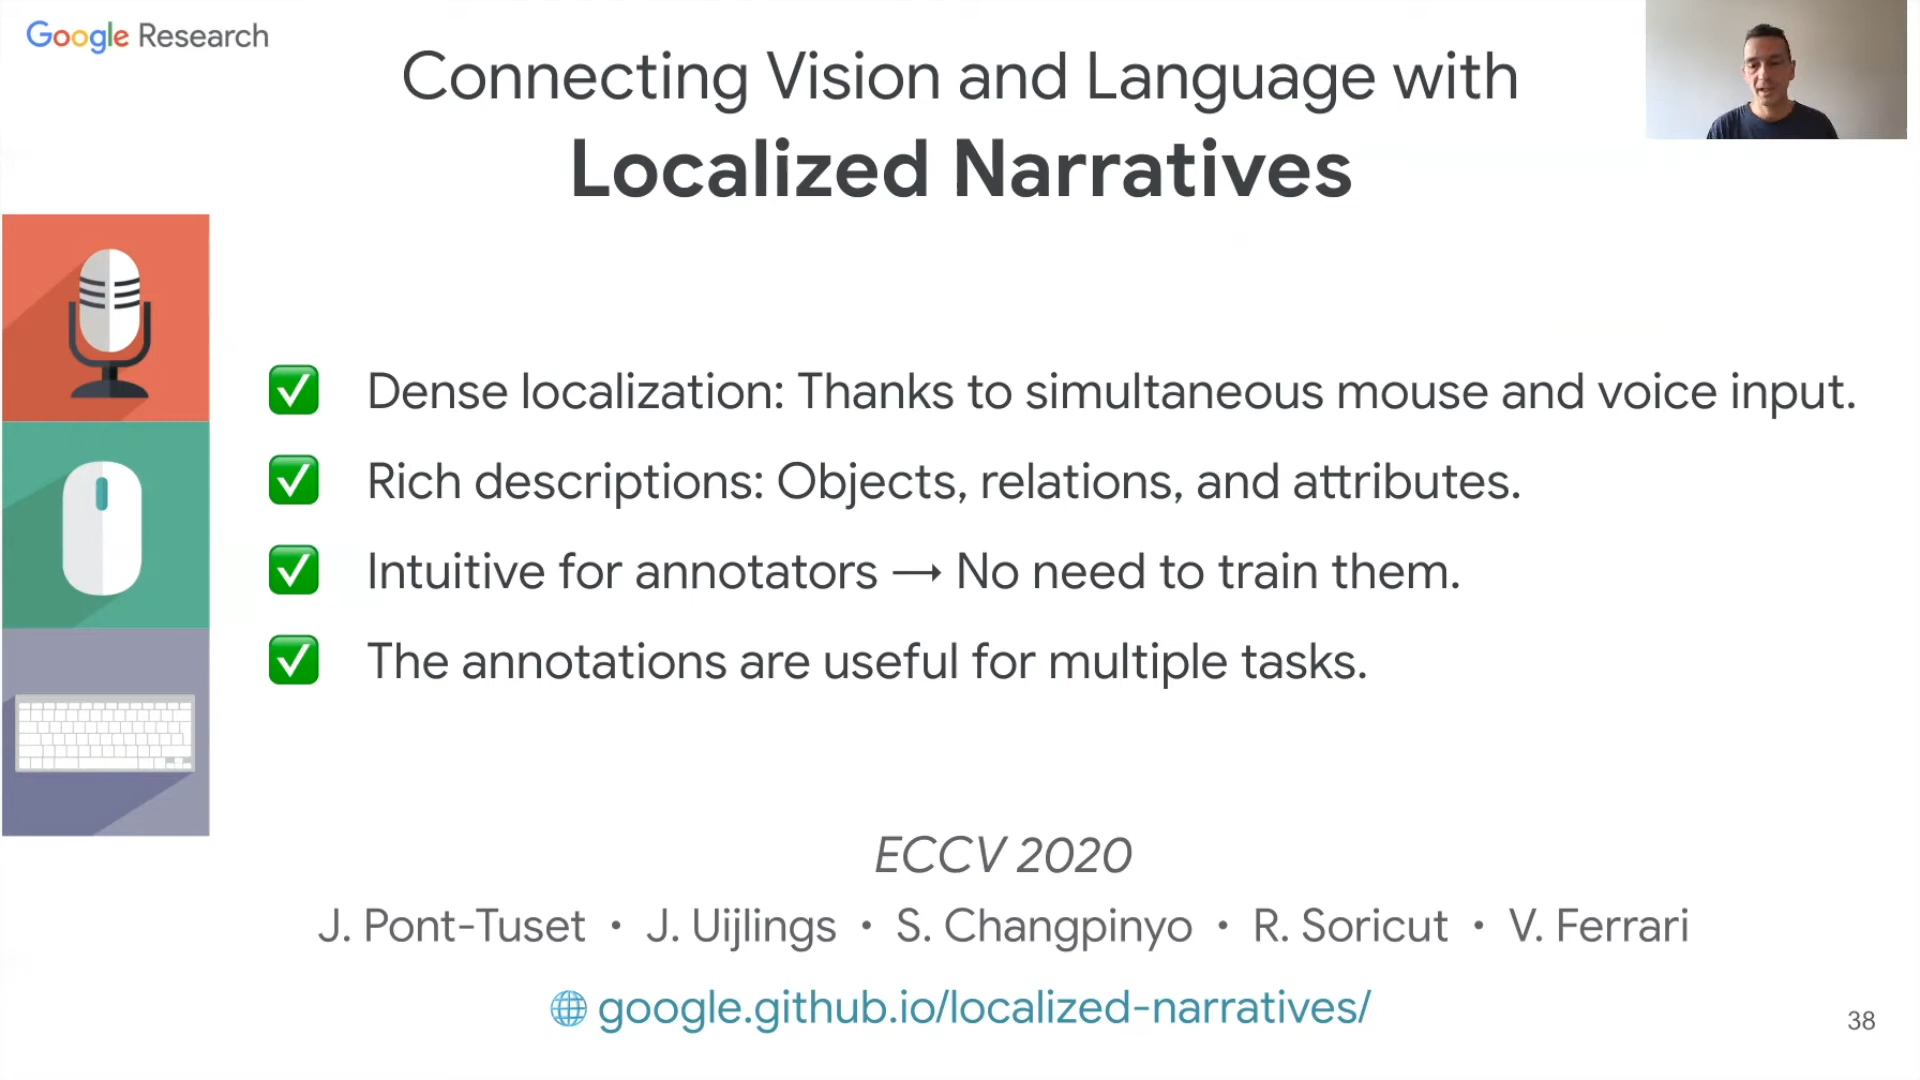 Google Research
Connecting Vision and Language with
Localized Narratives
Dense localization: Thanks to simultaneous mouse and voice input.
Rich descriptions: Objects, relations, and attributes.
Intuitive for annotators → No need to train them.
The annotations are useful for multiple tasks.
ECCV 2020
J. Pont-Tuset • J. Uijlings • S. Changpinyo • R. Soricut • V. Ferrari
google.github.io/localized-narratives/
38